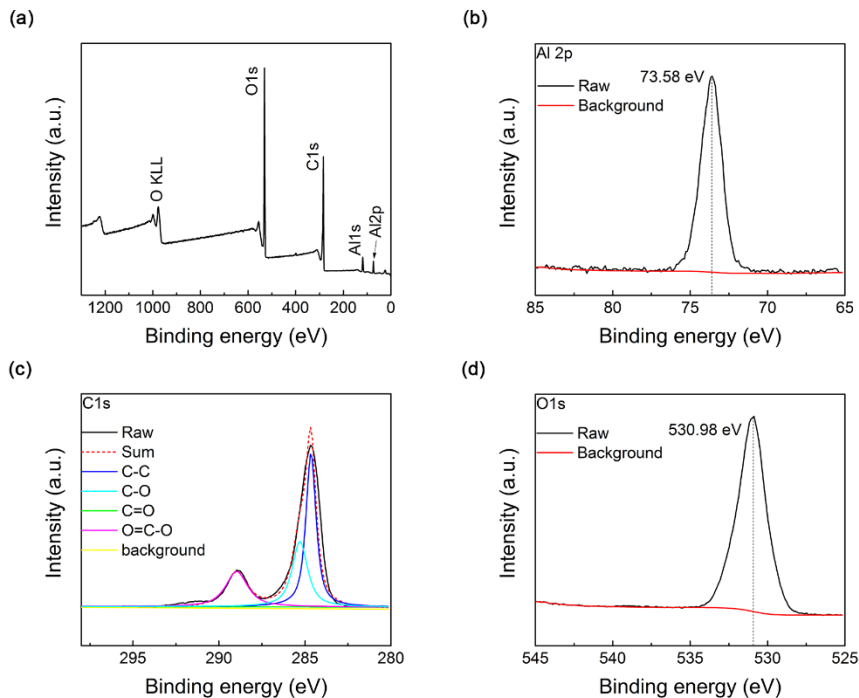 (a)
Intensity (a.u.)
O KLL
O1s
C1s
Al1s
Al2p
1200 1000 800 600 400 200 0
Binding energy (eV)
(b)
Al 2p
73.58 eV
Raw
Background
Intensity (a.u.)
85 80 75 70 65
Binding energy (eV)
(c)
C1s
Raw
Sum
C-C
C-O
C=O
O=C-O
background
Intensity (a.u.)
295 290 285 280
Binding energy (eV)
(d)
O1s
530.98 eV
Raw
Background
Intensity (a.u.)
545 540 535 530 525
Binding energy (eV)